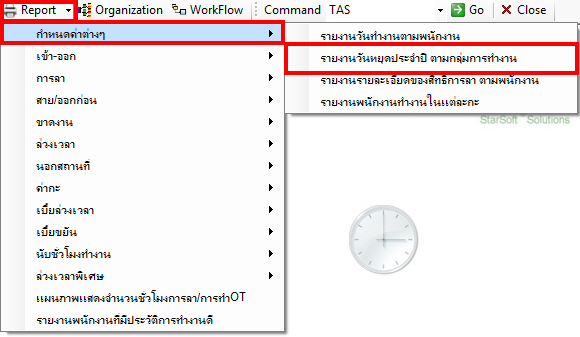 Report Organization WorkFlow Command TAS Go Close
กำหนดค่าต่างๆ
รายงานวันทำงานตามพนักงาน
รายงานวันหยุดประจำปี ตามกลุ่มการทำงาน
รายงานรายละเอียดของสิทธิการลา ตามพนักงาน
รายงานพนักงานทำงานในแต่ละกะ
เข้า-ออก
การลา
สาย/ออกก่อน
ขาดงาน
ล่วงเวลา
นอกสถานที่
ค่ากะ
เบี้ยล่วงเวลา
เบี้ยขยัน
นับชั่วโมงทำงาน
ล่วงเวลาพิเศษ
แผนภาพแสดงจำนวนชั่วโมงการลา/การทำOT
รายงานพนักงานที่มีประวัติการทำงานดี
StarSoft Solutions